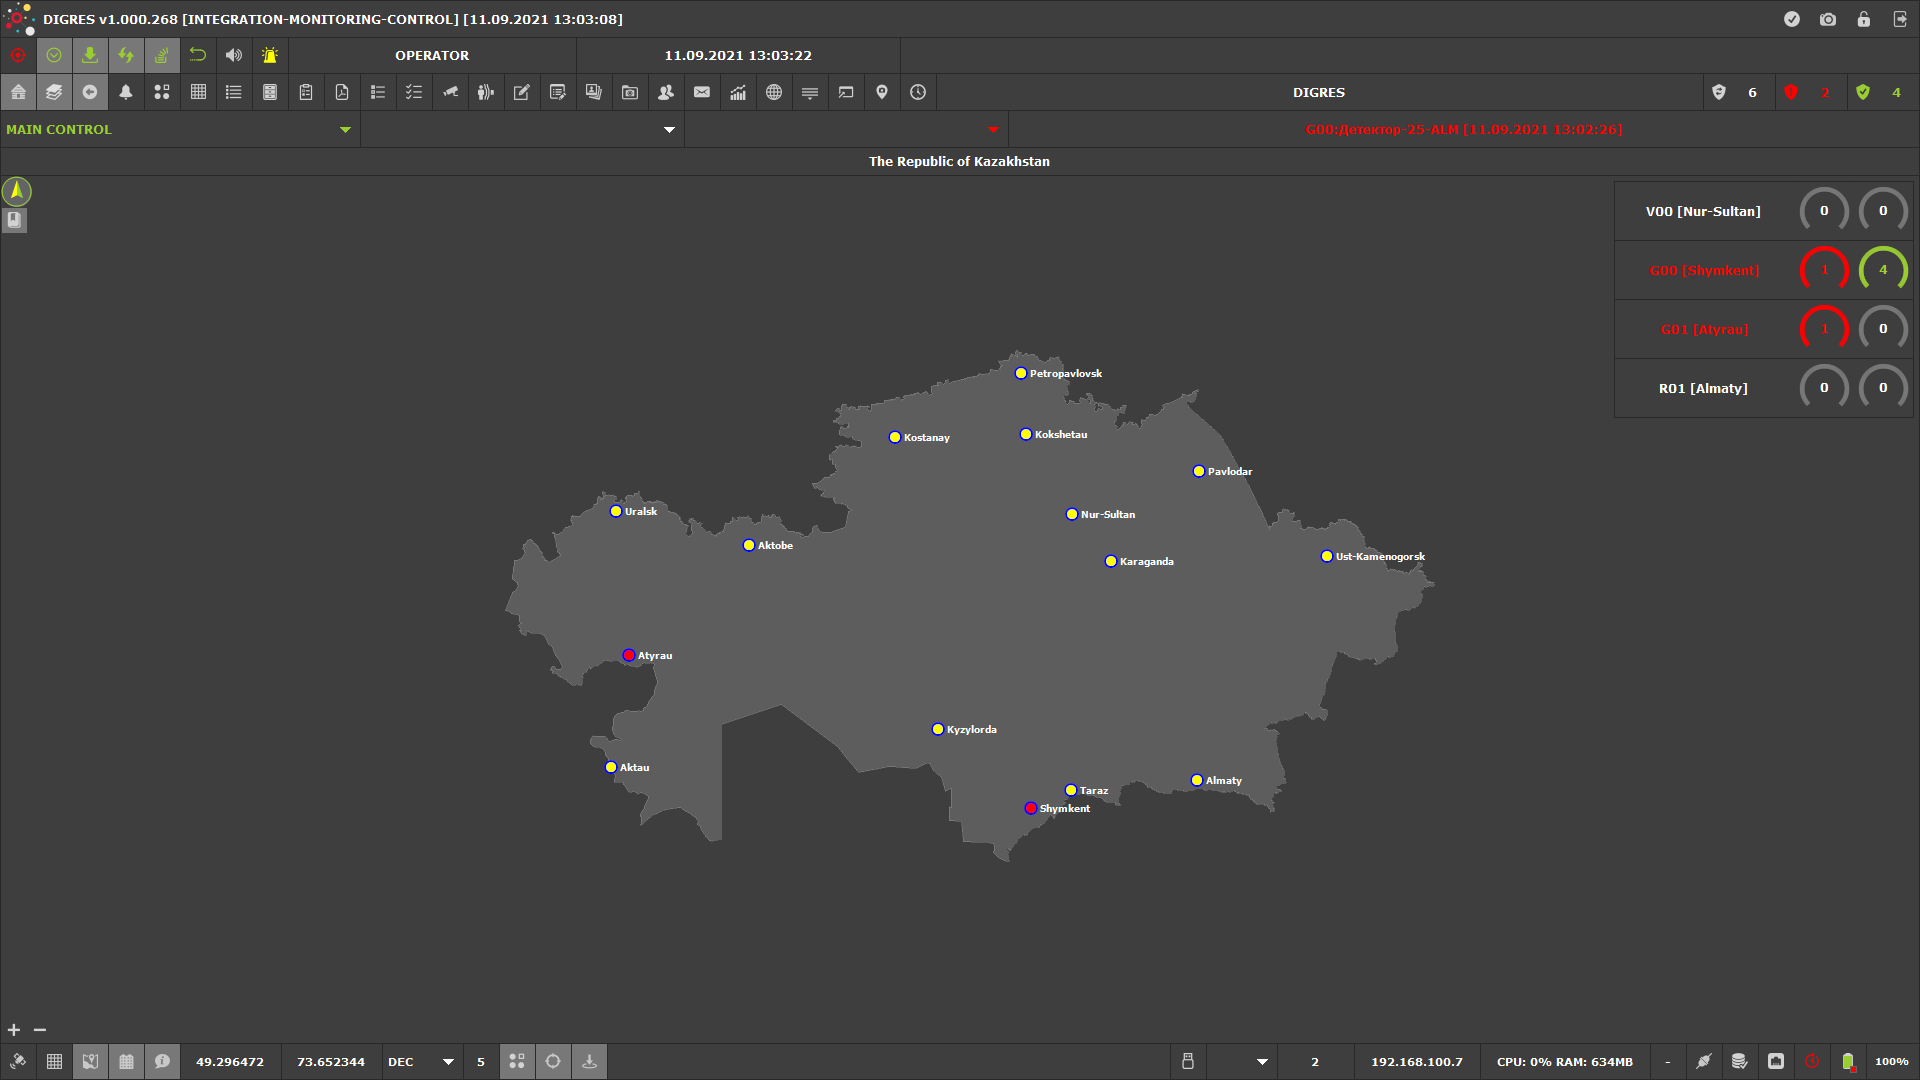 DIGRES v1.000.268 [INTEGRATION-MONITORING-CONTROL] [11.09.2021 13:03:08]
OPERATOR
11.09.2021 13:03:22
DIGRES
6
2
4
MAIN CONTROL
G00:Детектор-25-ALM [11.09.2021 13:02:26]
The Republic of Kazakhstan
V00 [Nur-Sultan]
0
0
G00 [Shymkent]
1
4
G01 [Atyrau]
1
0
R01 [Almaty]
0
0
Petropavlovsk
Kostanay
Kokshetau
Pavlodar
Uralsk
Nur-Sultan
Aktobe
Karaganda
Ust-Kamenogorsk
Atyrau
Kyzylorda
Aktau
Almaty
Taraz
Shymkent
+ −
49.296472
73.652344
DEC
5
2
192.168.100.7
CPU: 0% RAM: 634MB
-
100%